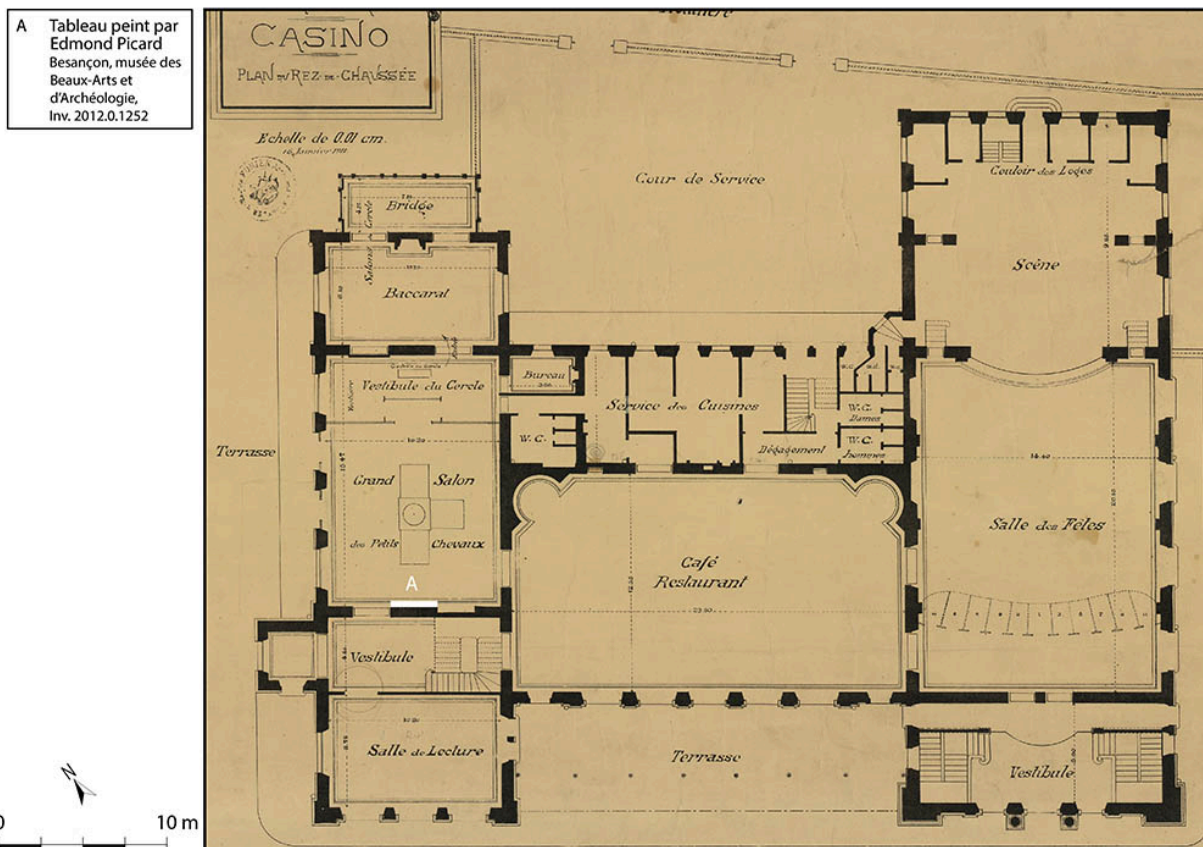 A Tableau peint par
Edmond Picard
Besançon, musée des
Beaux-Arts et
d'Archéologie,
Inv. 2012.0.1252
CASINO
PLAN DU REZ-DE-CHAUSSÉE
Echelle de 0.01 cm.
Cour de Service
Couloir des Loges
Scène
Bridge
Salons Cercle
Baccarat
Bureau
Vestibule du Cercle
Service des Cuisines
W.C.
W.C.
Dames
W.C.
hommes
Dégagement
Terrasse
Grand Salon
des Petits Chevaux
A
Salle des Fêtes
Café
Restaurant
Vestibule
Salle de Lecture
Terrasse
Vestibule
N
0 10 m